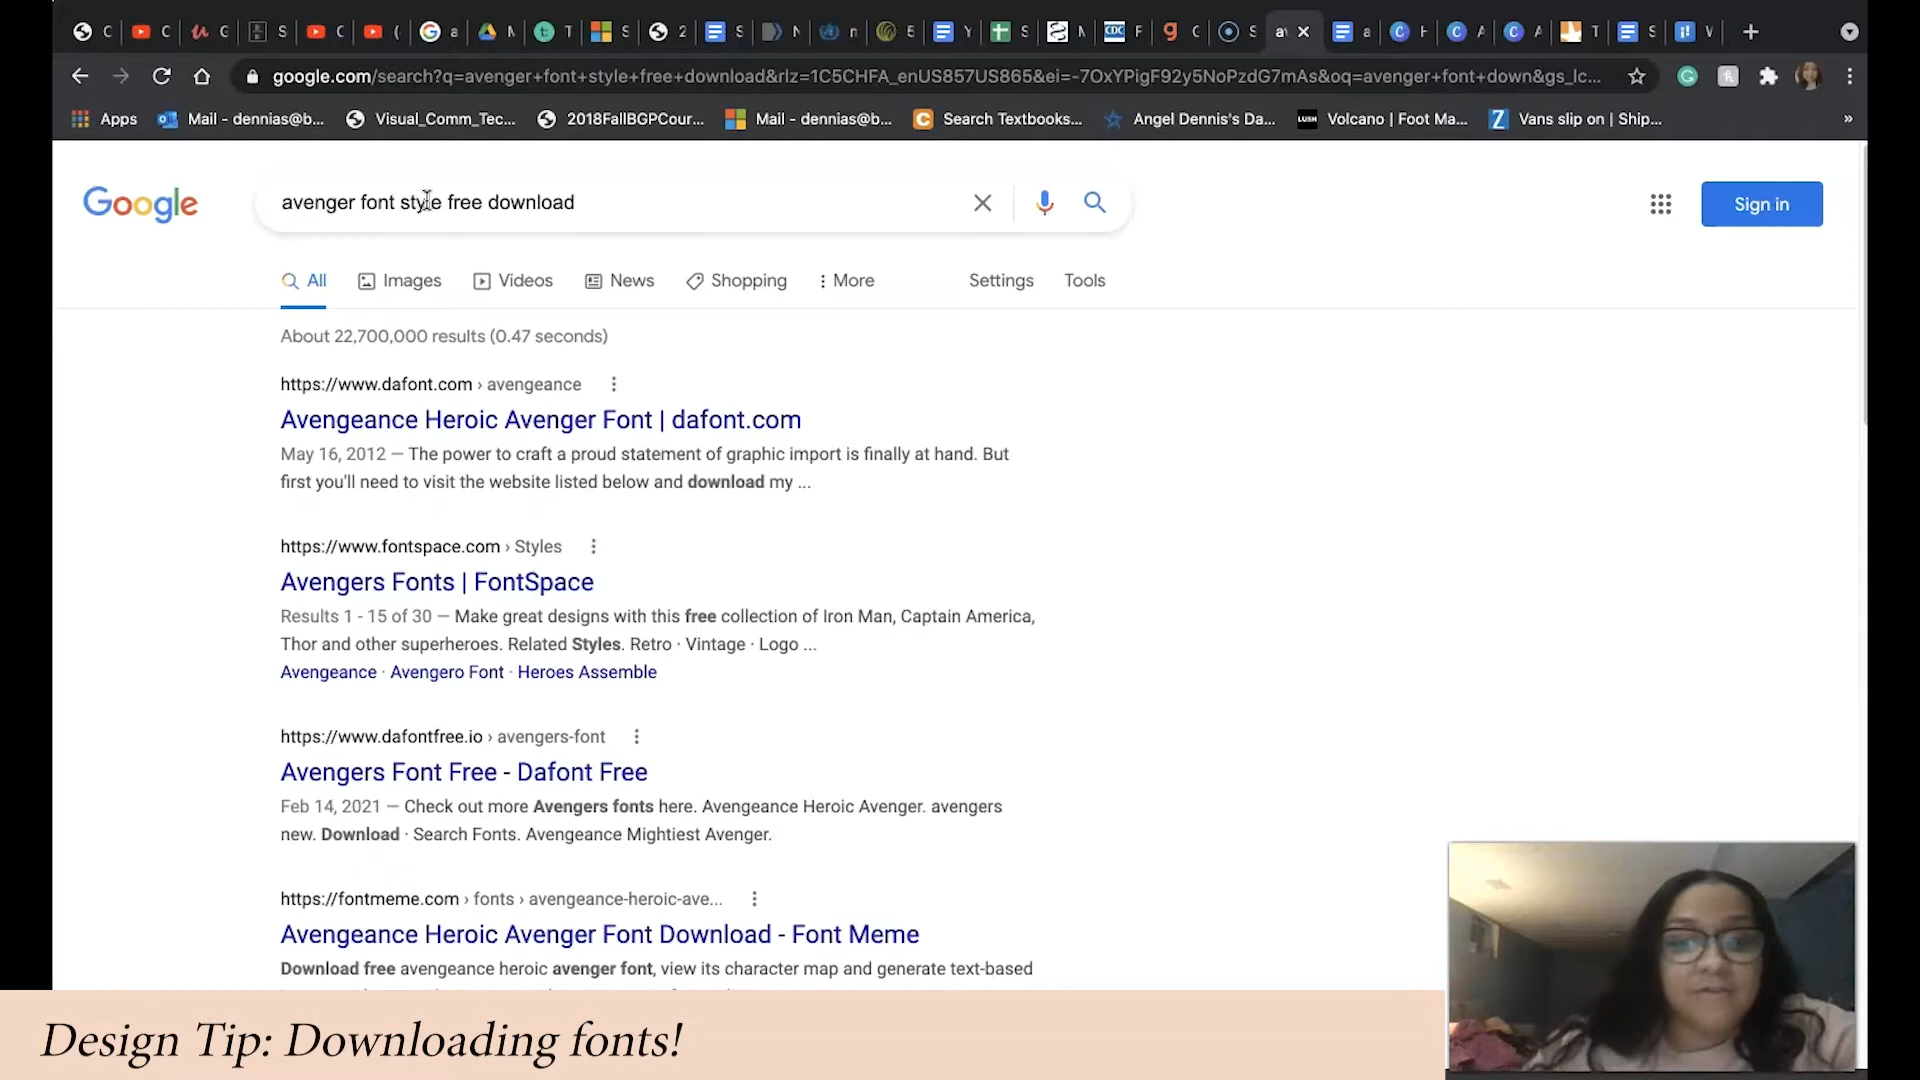 C
C
G
S
C
(
a
M
T
S
2
S
N
n
E
Y
S
M
CDC
F
C
S
a
H
A
A
T
S
V
google.com/search?q=avenger+font+style+free+download&rlz=1C5CHFA_enUS857US865&ei=-7OxYPigF92y5NoPzdG7mAs&oq=avenger+font+down&gs_lc...
Apps
Mail - dennias@b...
Visual_Comm_Tec...
2018FallBGPCour...
Mail - dennias@b...
Search Textbooks...
Angel Dennis's Da...
LUSH
Volcano | Foot Ma...
Vans slip on | Ship...
»
Google
avenger font style free download
Sign in
All
Images
Videos
News
Shopping
More
Settings
Tools
About 22,700,000 results (0.47 seconds)
https://www.dafont.com › avengeance
Avengeance Heroic Avenger Font | dafont.com
May 16, 2012 — The power to craft a proud statement of graphic import is finally at hand. But
first you'll need to visit the website listed below and download my ...
https://www.fontspace.com › Styles
Avengers Fonts | FontSpace
Results 1 - 15 of 30 — Make great designs with this free collection of Iron Man, Captain America,
Thor and other superheroes. Related Styles. Retro · Vintage · Logo ...
Avengeance · Avengero Font · Heroes Assemble
https://www.dafontfree.io › avengers-font
Avengers Font Free - Dafont Free
Feb 14, 2021 — Check out more Avengers fonts here. Avengeance Heroic Avenger. avengers
new. Download · Search Fonts. Avengeance Mightiest Avenger.
https://fontmeme.com › fonts › avengeance-heroic-ave...
Avengeance Heroic Avenger Font Download - Font Meme
Download free avengeance heroic avenger font, view its character map and generate text-based
Design Tip: Downloading fonts!